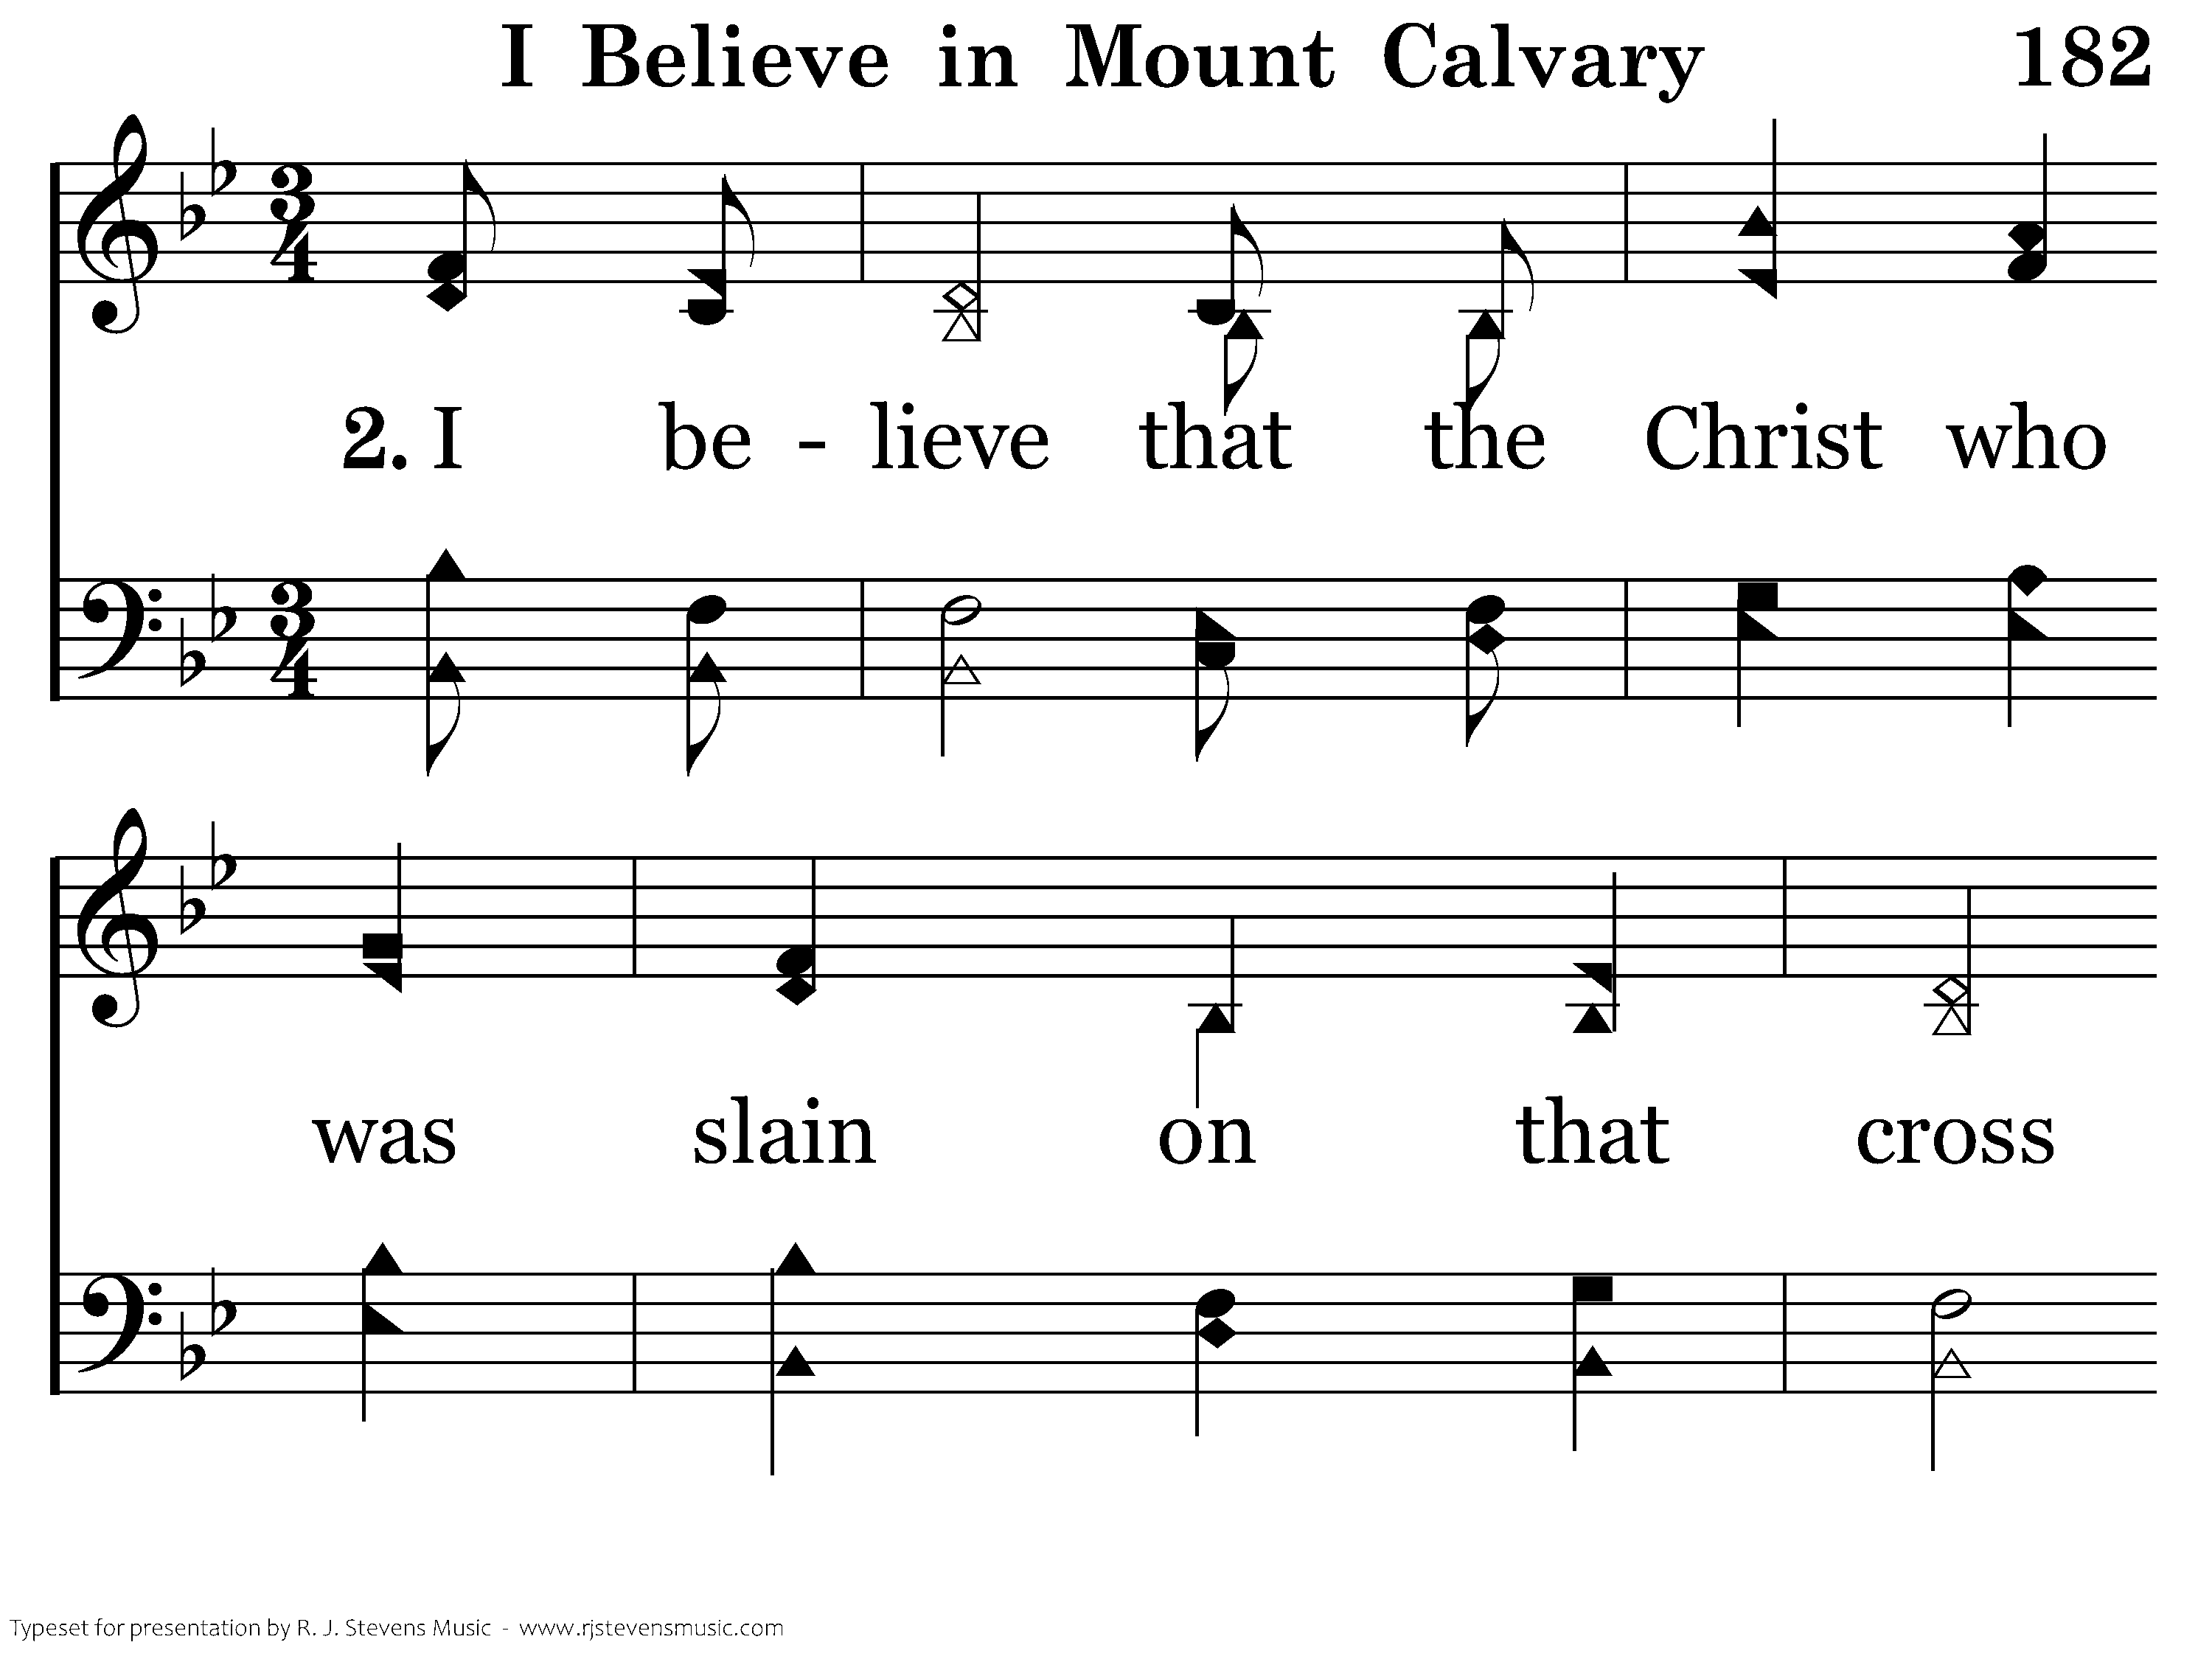 I Believe in Mount Calvary 182
2. I be - lieve that the Christ who
was slain on that cross
Typeset for presentation by R. J. Stevens Music - www.rjstevensmusic.com